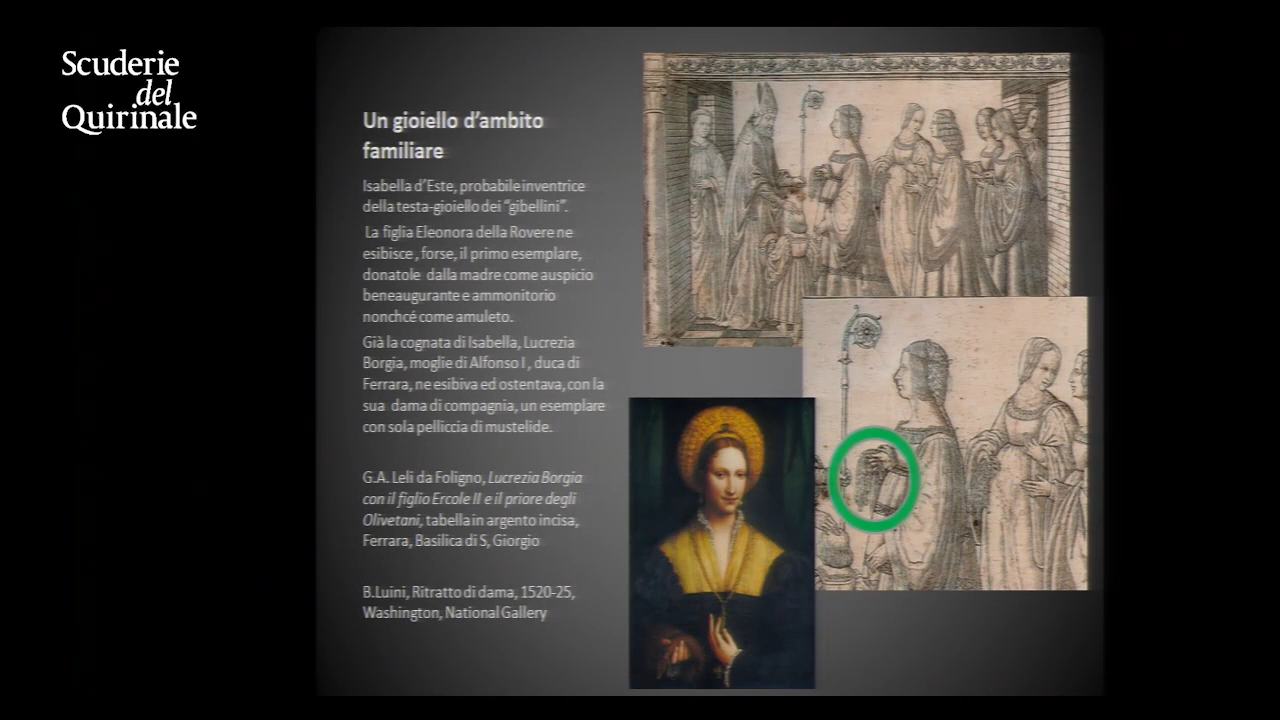 Scuderie
del
Quirinale
Un gioiello d'ambito
familiare
Isabella d'Este, probabile inventrice
della testa-gioiello dei "gibellini".
La figlia Eleonora della Rovere ne
esibisce , forse, il primo esemplare,
donatole dalla madre come auspicio
beneaugurante e ammonitorio
nonchcé come amuleto.
Già la cognata di Isabella, Lucrezia
Borgia, moglie di Alfonso I , duca di
Ferrara, ne esibiva ed ostentava, con la
sua dama di compagnia, un esemplare
con sola pelliccia di mustelide.
G.A. Leli da Foligno, Lucrezia Borgia
con il figlio Ercole II e il priore degli
Olivetani, tabella in argento incisa,
Ferrara, Basilica di S, Giorgio
B.Luini, Ritratto di dama, 1520-25,
Washington, National Gallery